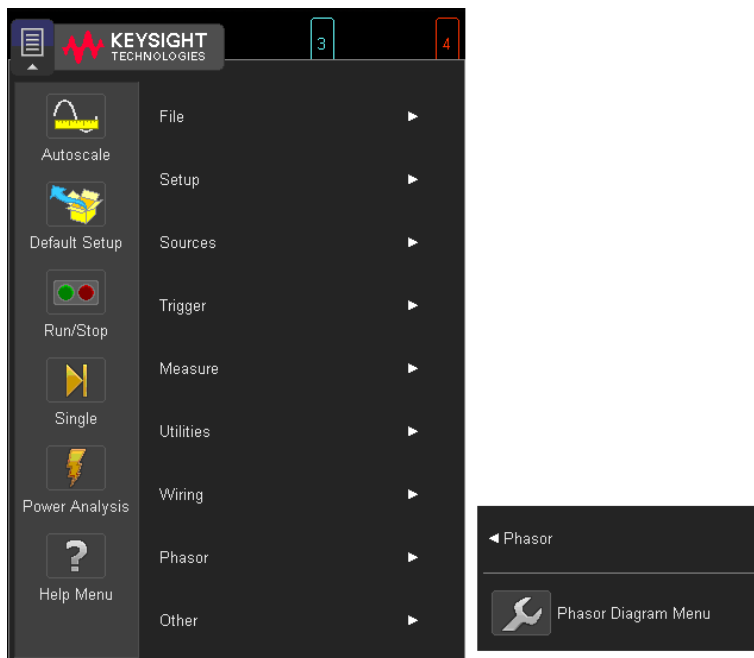 KEYSIGHT
TECHNOLOGIES
3
4
Autoscale
Default Setup
Run/Stop
Single
Power Analysis
Help Menu
File
Setup
Sources
Trigger
Measure
Utilities
Wiring
Phasor
Other
Phasor
Phasor Diagram Menu